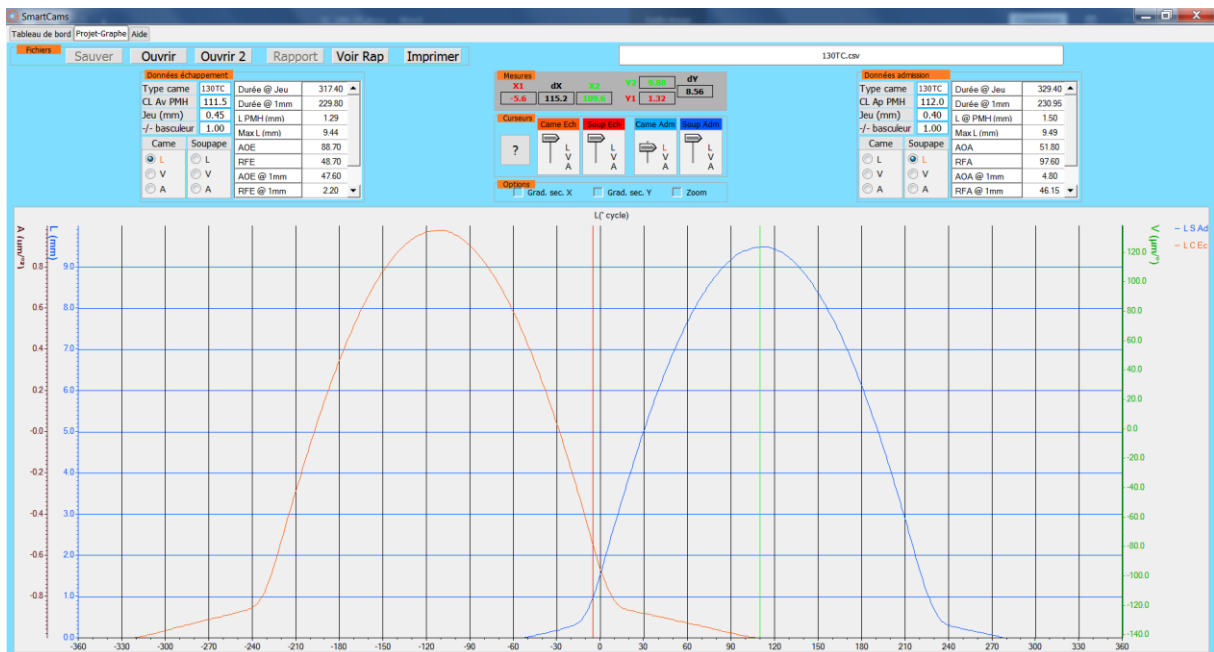 SmartCams
Tableau de bord Projet-Graphe Aide
Fichiers
Sauver Ouvrir Ouvrir 2 Rapport Voir Rap Imprimer
130TC.csv
Données échappement
Type came 130TC
CL Av PMH 111.5
Jeu (mm) 0.45
-/- basculeur 1.00
Came Soupape
L L
V V
A A
Durée @ Jeu 317.40
Durée @ 1mm 229.80
L PMH (mm) 1.29
Max L (mm) 9.44
AOE 88.70
RFE 48.70
AOE @ 1mm 47.60
RFE @ 1mm 2.20
Mesures
X1 dX X2 Y2 9.88 dY
-5.6 115.2 109.6 Y1 1.32 8.56
Curseurs
?
Came Ech Soup Ech Came Adm Soup Adm
L L L L
V V V V
A A A A
Options
Grad. sec. X Grad. sec. Y Zoom
Données admission
Type came 130TC
CL Ap PMH 112.0
Jeu (mm) 0.40
-/- basculeur 1.00
Came Soupape
L L
V V
A A
Durée @ Jeu 329.40
Durée @ 1mm 230.95
L @ PMH (mm) 1.50
Max L (mm) 9.49
AOA 51.80
RFA 97.60
AOA @ 1mm 4.80
RFA @ 1mm 46.15
L(° cycle)
A (µm/°²)
0.8
0.6
0.4
0.2
-0.0
-0.2
-0.4
-0.6
-0.8
L (mm)
9.0
8.0
7.0
6.0
5.0
4.0
3.0
2.0
1.0
0.0
V (µm/°)
120.0
100.0
80.0
60.0
40.0
20.0
0.0
-20.0
-40.0
-60.0
-80.0
-100.0
-120.0
-140.0
L S Ad
L C Ec
-360 -330 -300 -270 -240 -210 -180 -150 -120 -90 -60 -30 0 30 60 90 120 150 180 210 240 270 300 330 360